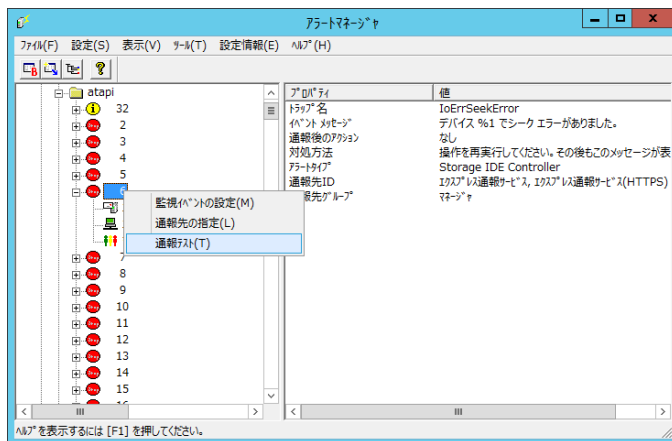 アラートマネージャ
ファイル(F) 設定(S) 表示(V) ツール(T) 設定情報(E) ヘルプ(H)
atapi
32
2
3
4
5
6
7
8
9
10
11
12
13
14
15
16
監視イベントの設定(M)
通報先の指定(L)
通報テスト(T)
プロパティ 値
トラップ名 IoErrSeekError
イベント メッセージ デバイス %1 でシーク エラーがありました。
通報後のアクション なし
対処方法 操作を再実行してください。その後もこのメッセージが表
アラートタイプ Storage IDE Controller
通報先ID エクスプレス通報サービス, エクスプレス通報サービス(HTTPS)
報先グループ マネージャ
ヘルプを表示するには [F1] を押してください。